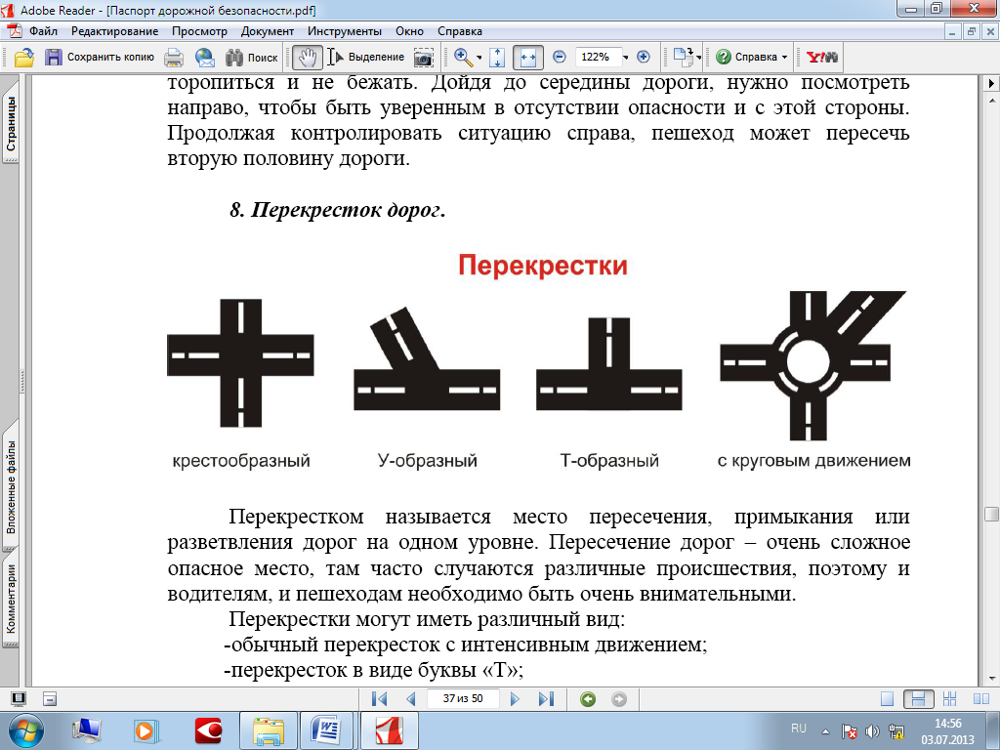 Adobe Reader - [Паспорт дорожной безопасности.pdf]
Файл Редактирование Просмотр Документ Инструменты Окно Справка
Сохранить копию Поиск Выделение 122% Справка Y!
Страницы
Вложенные файлы
Комментарии
торопиться и не бежать. Дойдя до середины дороги, нужно посмотреть
направо, чтобы быть уверенным в отсутствии опасности и с этой стороны.
Продолжая контролировать ситуацию справа, пешеход может пересечь
вторую половину дороги.
8. Перекресток дорог.
Перекрестки
крестообразный У-образный Т-образный с круговым движением
Перекрестком называется место пересечения, примыкания или
разветвления дорог на одном уровне. Пересечение дорог – очень сложное
опасное место, там часто случаются различные происшествия, поэтому и
водителям, и пешеходам необходимо быть очень внимательными.
Перекрестки могут иметь различный вид:
-обычный перекресток с интенсивным движением;
-перекресток в виде буквы «Т»;
37 из 50
RU 14:56
03.07.2013